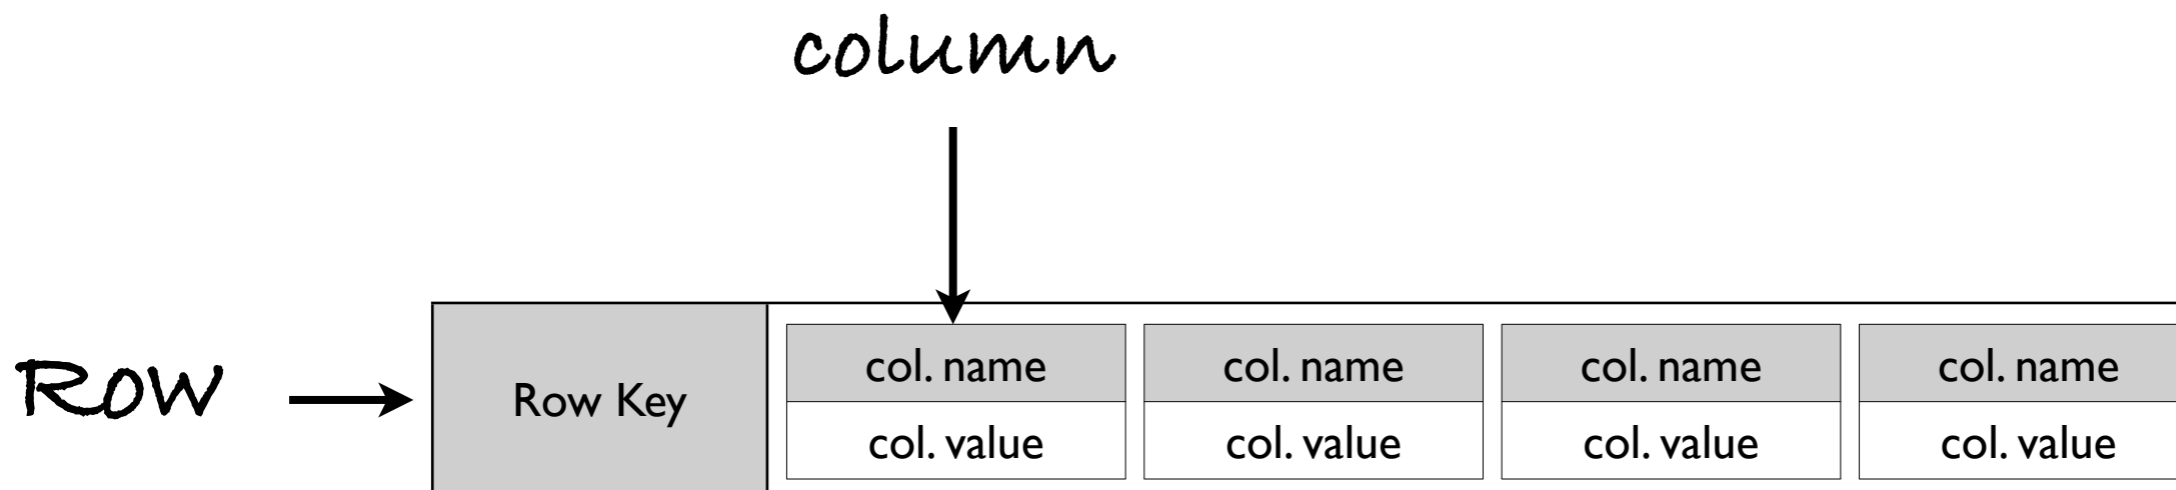 column
Row
Row Key
col. name col. name col. name col. name
col. value col. value col. value col. value